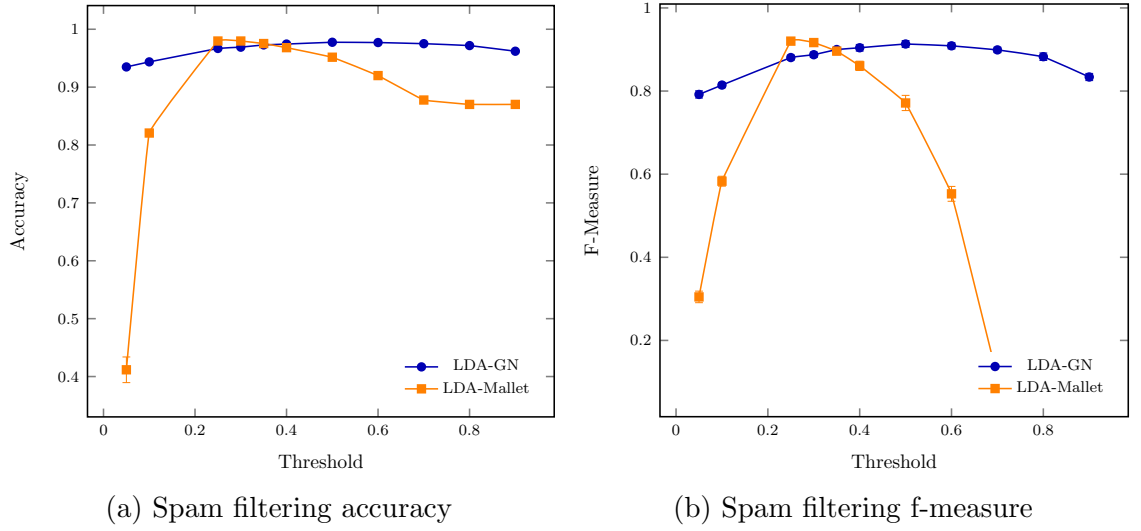 1
0.9
0.8
0.7
0.6
0.5
0.4
Accuracy
LDA-GN
LDA-Mallet
0 0.2 0.4 0.6 0.8
Threshold
(a) Spam filtering accuracy
1
0.8
0.6
0.4
0.2
F-Measure
LDA-GN
LDA-Mallet
0 0.2 0.4 0.6 0.8
Threshold
(b) Spam filtering f-measure